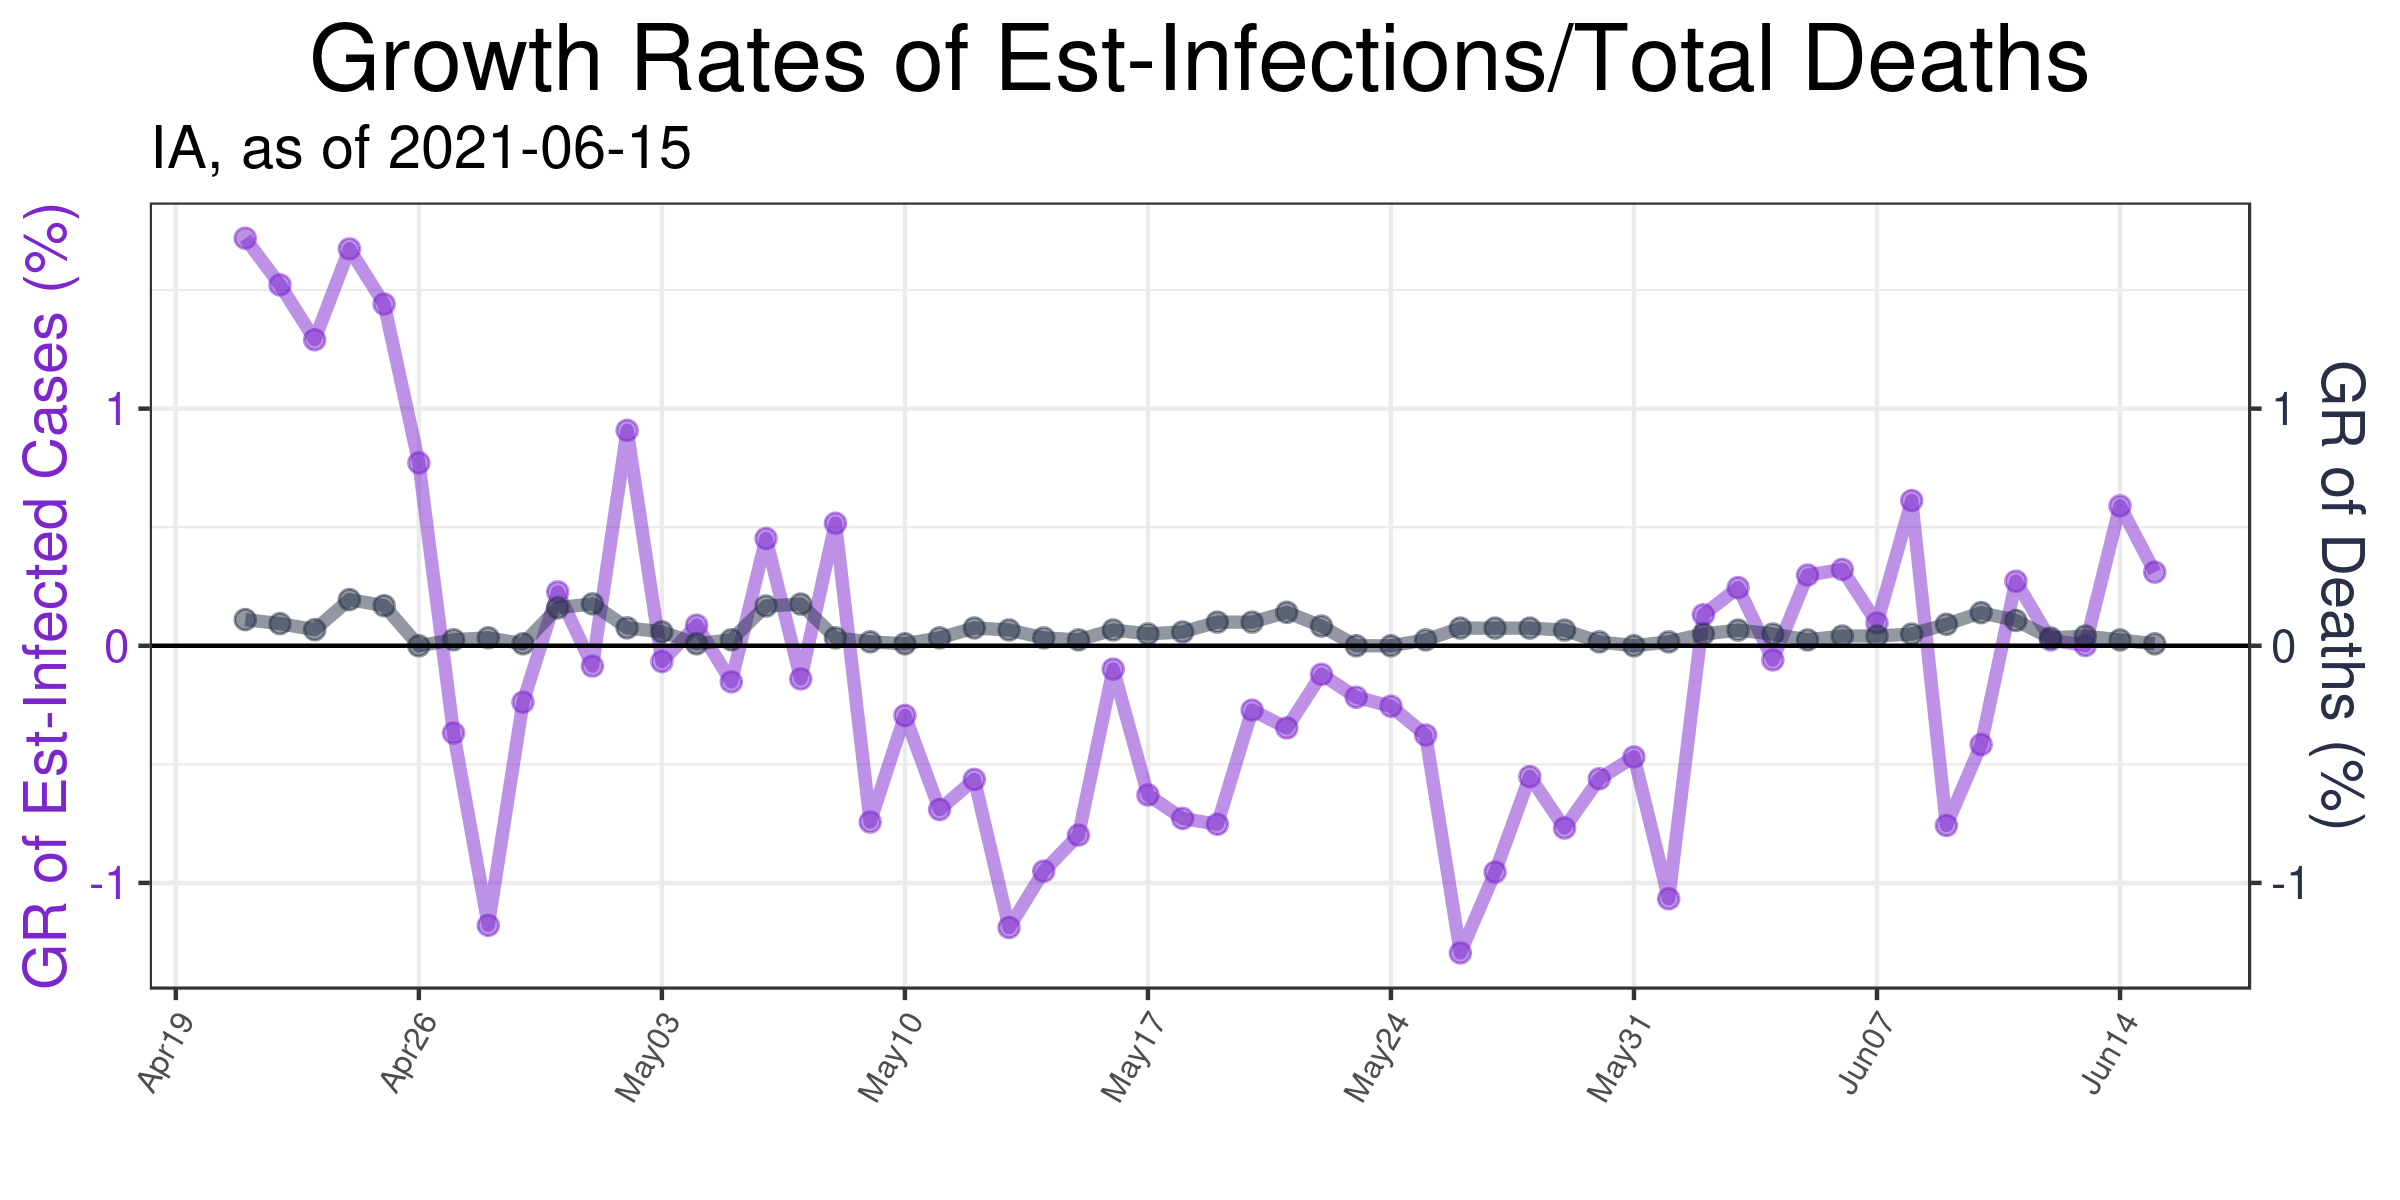 Growth Rates of Est-Infections/Total Deaths
IA, as of 2021-06-15
GR of Est-Infected Cases (%)
1
0
-1
1
0
-1
GR of Deaths (%)
Apr19
Apr26
May03
May10
May17
May24
May31
Jun07
Jun14